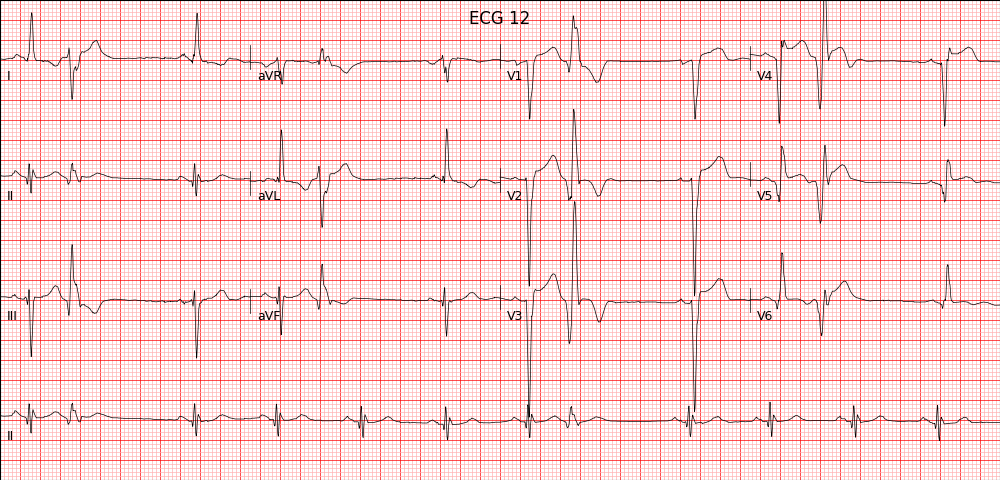 ECG 12
I aVR V1 V4
II aVL V2 V5
III aVF V3 V6
II